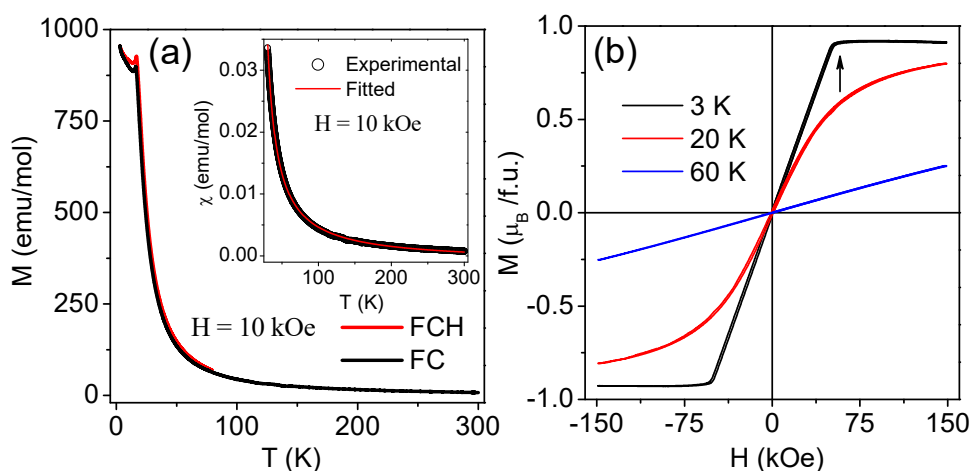 (a)
1000
750
500
250
0
M (emu/mol)
0
100
200
300
T (K)
H = 10 kOe
FCH
FC
0.03
0.02
0.01
0.00
χ (emu/mol)
100
200
300
T (K)
Experimental
Fitted
H = 10 kOe
(b)
1.0
0.5
0.0
-0.5
-1.0
M (μB /f.u.)
-150
-75
0
75
150
H (kOe)
3 K
20 K
60 K